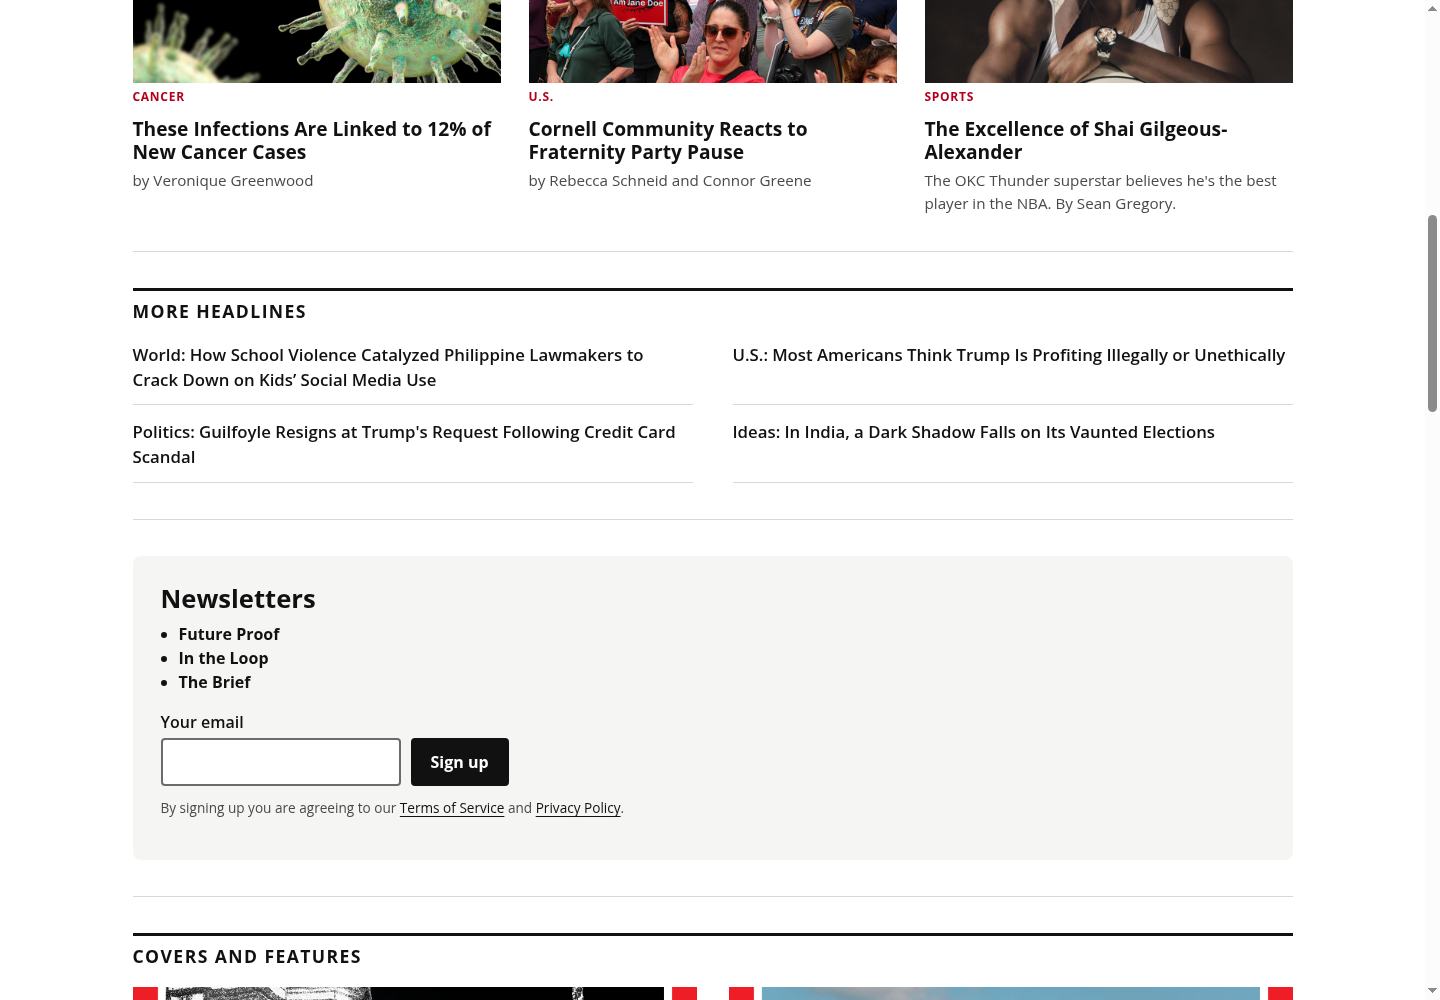 I am Jane Doe
CANCER
These Infections Are Linked to 12% of
New Cancer Cases
by Veronique Greenwood
U.S.
Cornell Community Reacts to
Fraternity Party Pause
by Rebecca Schneid and Connor Greene
SPORTS
The Excellence of Shai Gilgeous-
Alexander
The OKC Thunder superstar believes he's the best
player in the NBA. By Sean Gregory.
MORE HEADLINES
World: How School Violence Catalyzed Philippine Lawmakers to
Crack Down on Kids’ Social Media Use
U.S.: Most Americans Think Trump Is Profiting Illegally or Unethically
Politics: Guilfoyle Resigns at Trump's Request Following Credit Card
Scandal
Ideas: In India, a Dark Shadow Falls on Its Vaunted Elections
Newsletters
• Future Proof
• In the Loop
• The Brief
Your email
Sign up
By signing up you are agreeing to our Terms of Service and Privacy Policy.
COVERS AND FEATURES